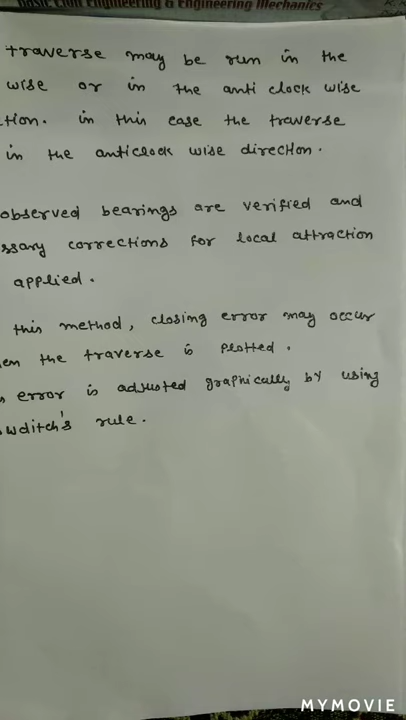 Basic Civil Engineering & Engineering Mechanics
traverse may be run in the
wise or in the anti clock wise
tion. in this case the traverse
in the anticlock wise direction.
observed bearings are verified and
ssary corrections for local attraction
applied.
this method, closing error may occur
en the traverse is plotted.
error is adjusted graphically by using
wditch's rule.
MYMOVIE